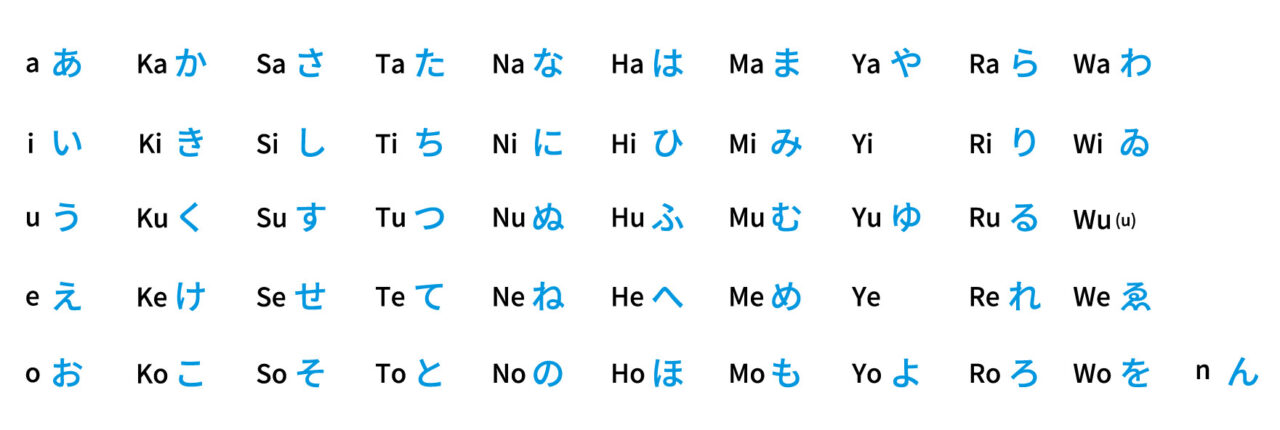 a あ Ka か Sa さ Ta た Na な Ha は Ma ま Ya や Ra ら Wa わ
i い Ki き Si し Ti ち Ni に Hi ひ Mi み Yi Ri り Wi ゐ
u う Ku く Su す Tu つ Nu ぬ Hu ふ Mu む Yu ゆ Ru る Wu (u)
e え Ke け Se せ Te て Ne ね He へ Me め Ye Re れ We ゑ
o お Ko こ So そ To と No の Ho ほ Mo も Yo よ Ro ろ Wo を n ん